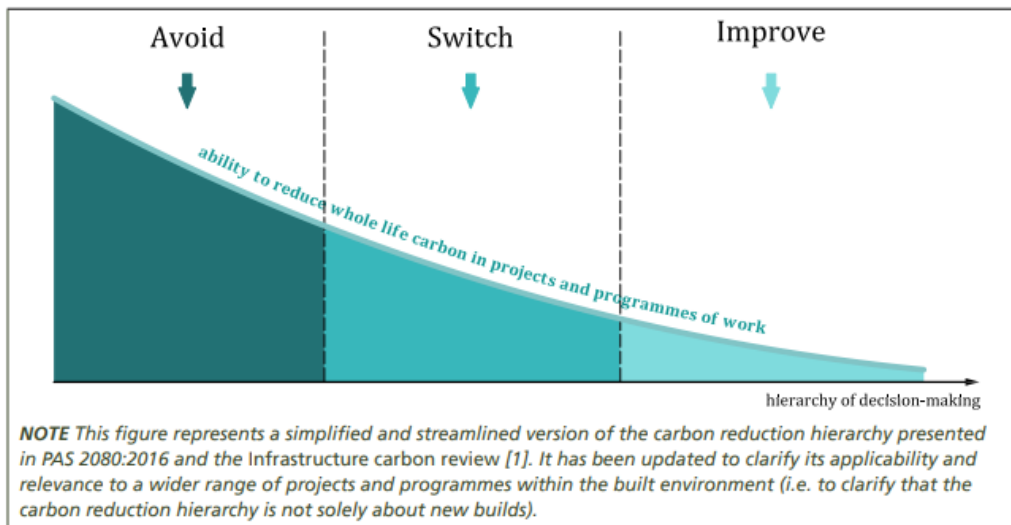 Avoid
Switch
Improve
ability to reduce whole life carbon in projects and programmes of work
hierarchy of decision-making
NOTE This figure represents a simplified and streamlined version of the carbon reduction hierarchy presented
in PAS 2080:2016 and the Infrastructure carbon review [1]. It has been updated to clarify its applicability and
relevance to a wider range of projects and programmes within the built environment (i.e. to clarify that the
carbon reduction hierarchy is not solely about new builds).